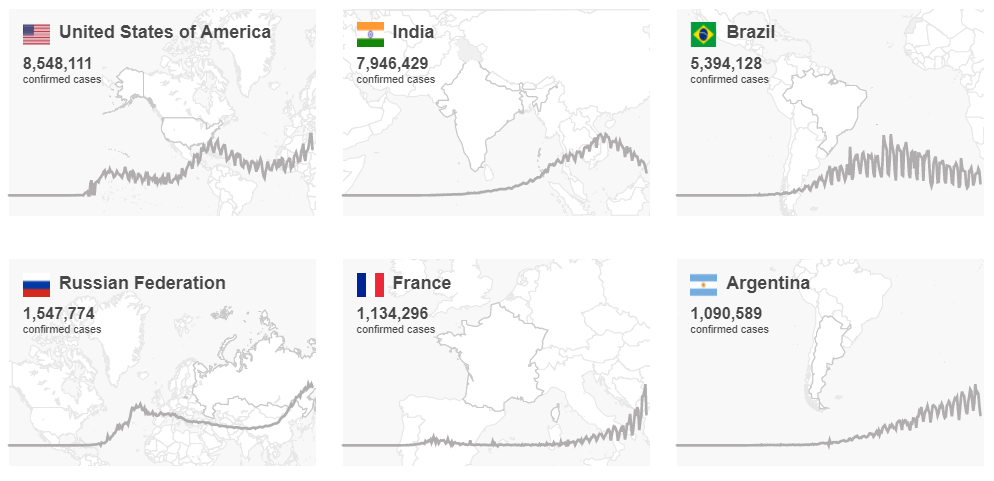 United States of America
8,548,111
confirmed cases
India
7,946,429
confirmed cases
Brazil
5,394,128
confirmed cases
Russian Federation
1,547,774
confirmed cases
France
1,134,296
confirmed cases
Argentina
1,090,589
confirmed cases